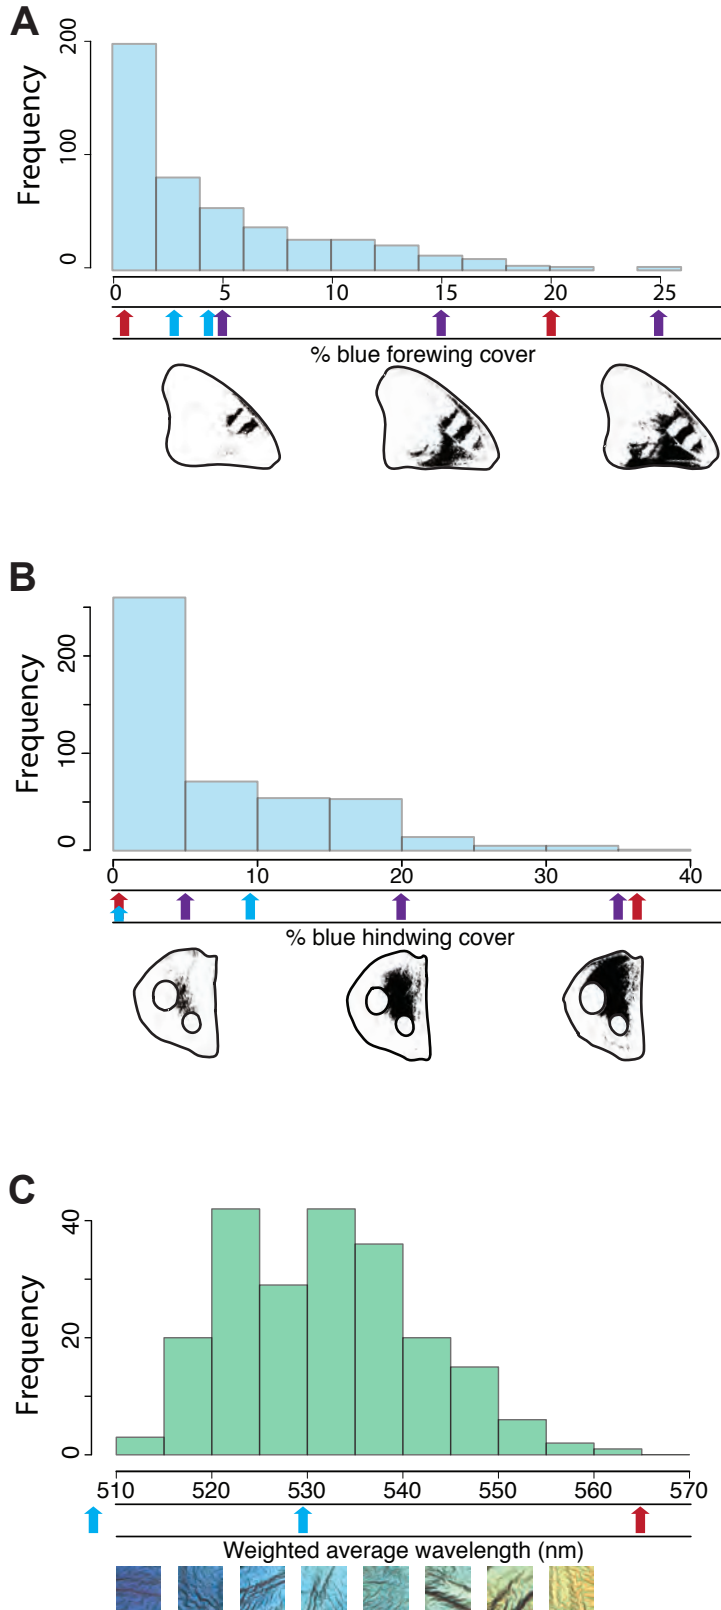 A
Frequency
200
100
0
0 5 10 15 20 25
% blue forewing cover
B
Frequency
200
100
0
0 10 20 30 40
% blue hindwing cover
C
Frequency
40
20
0
510 520 530 540 550 560 570
Weighted average wavelength (nm)